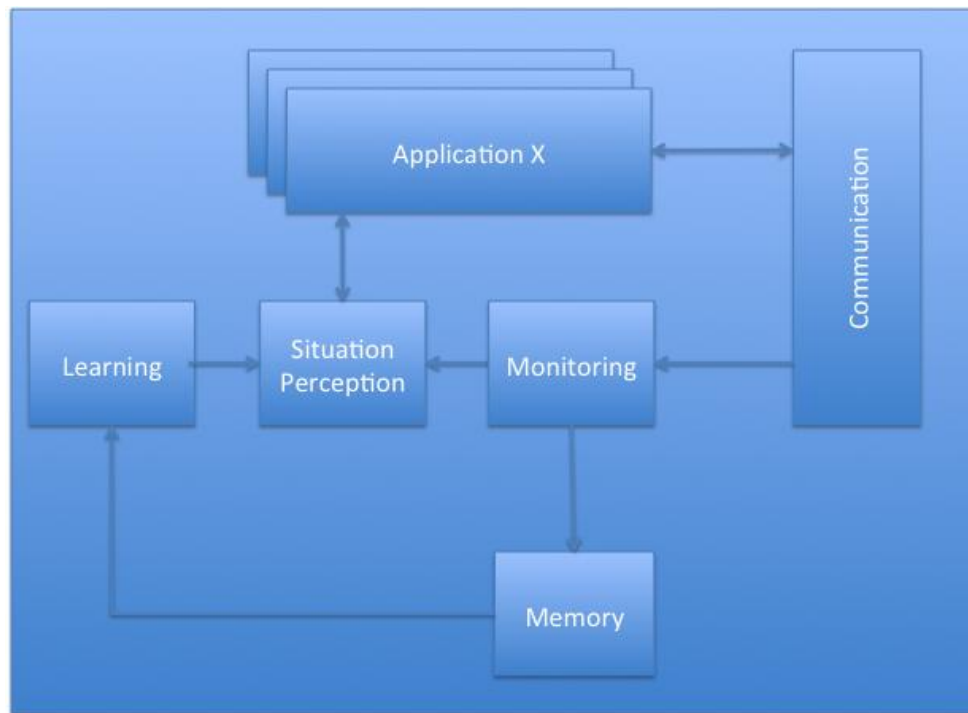 Application X
Communication
Learning
Situation
Perception
Monitoring
Memory